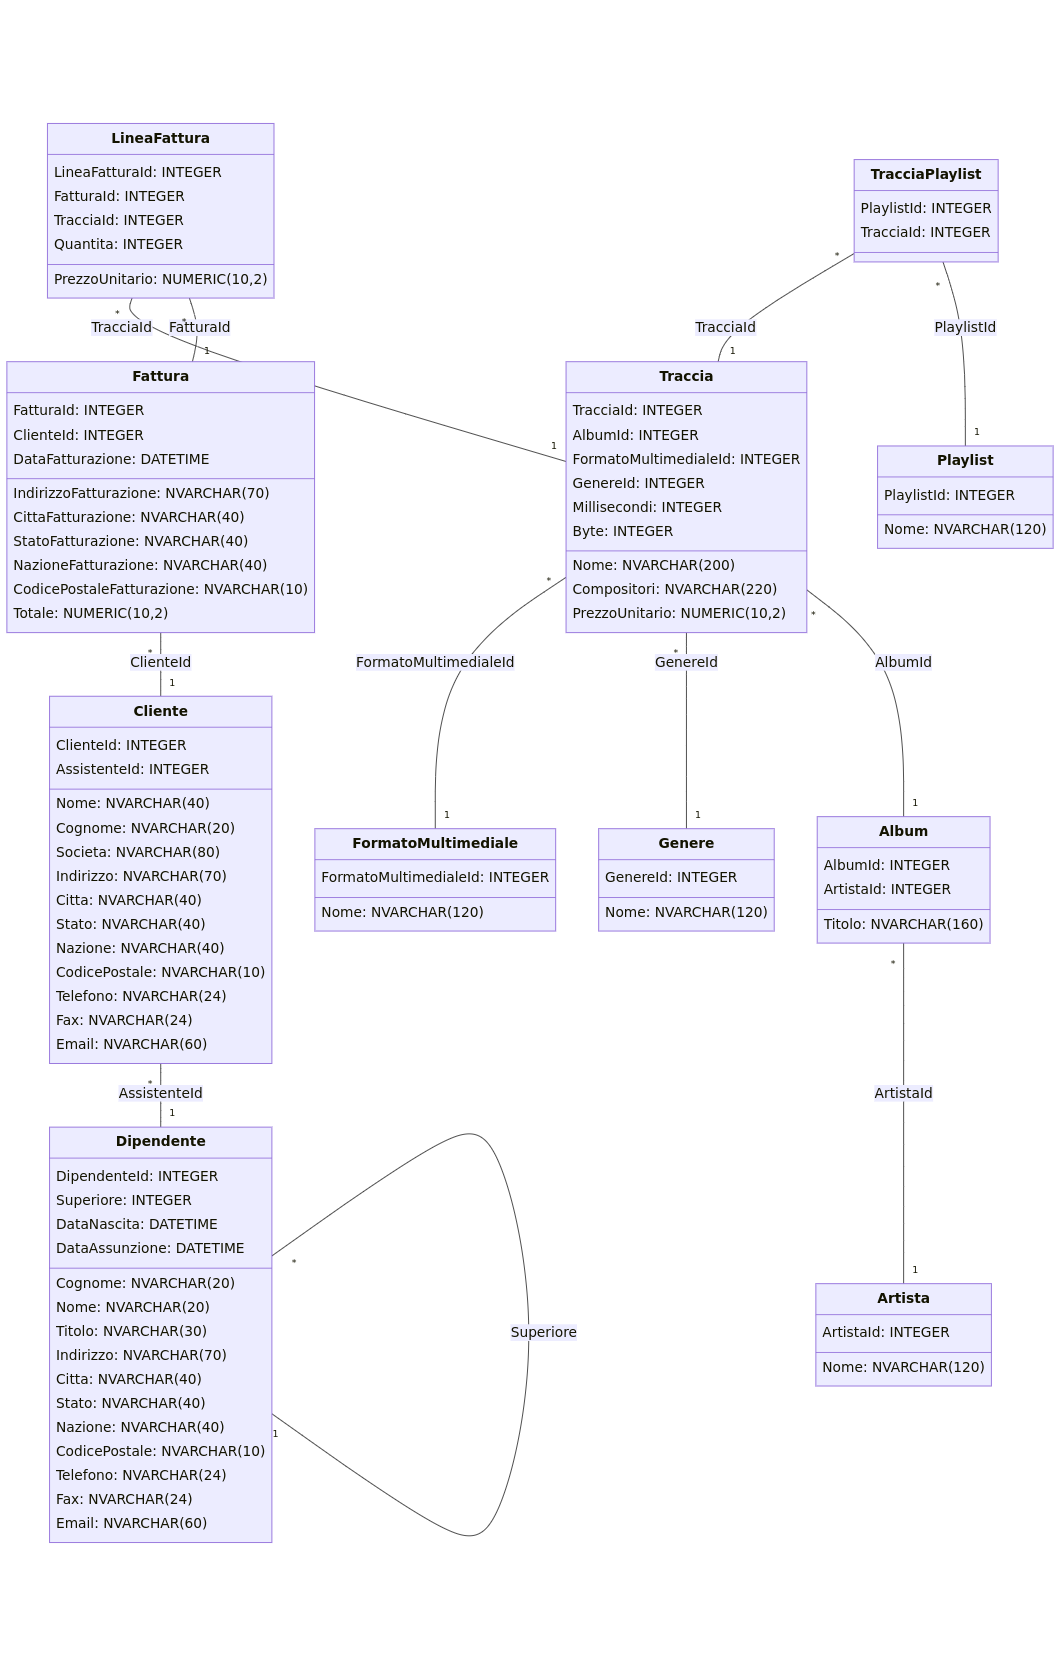 LineaFattura
LineaFatturaId: INTEGER
FatturaId: INTEGER
TracciaId: INTEGER
Quantita: INTEGER
PrezzoUnitario: NUMERIC(10,2)
TracciaPlaylist
PlaylistId: INTEGER
TracciaId: INTEGER
*
*
*
*
TracciaId
FatturaId
TracciaId
PlaylistId
1
1
Fattura
FatturaId: INTEGER
ClienteId: INTEGER
DataFatturazione: DATETIME
IndirizzoFatturazione: NVARCHAR(70)
CittaFatturazione: NVARCHAR(40)
StatoFatturazione: NVARCHAR(40)
NazioneFatturazione: NVARCHAR(40)
CodicePostaleFatturazione: NVARCHAR(10)
Totale: NUMERIC(10,2)
1
Traccia
TracciaId: INTEGER
AlbumId: INTEGER
FormatoMultimedialeId: INTEGER
GenereId: INTEGER
Millisecondi: INTEGER
Byte: INTEGER
Nome: NVARCHAR(200)
Compositori: NVARCHAR(220)
PrezzoUnitario: NUMERIC(10,2)
1
Playlist
PlaylistId: INTEGER
Nome: NVARCHAR(120)
*
*
*
*
ClienteId
FormatoMultimedialeId
GenereId
AlbumId
1
Cliente
ClienteId: INTEGER
AssistenteId: INTEGER
Nome: NVARCHAR(40)
Cognome: NVARCHAR(20)
Societa: NVARCHAR(80)
Indirizzo: NVARCHAR(70)
Citta: NVARCHAR(40)
Stato: NVARCHAR(40)
Nazione: NVARCHAR(40)
CodicePostale: NVARCHAR(10)
Telefono: NVARCHAR(24)
Fax: NVARCHAR(24)
Email: NVARCHAR(60)
1
FormatoMultimediale
FormatoMultimedialeId: INTEGER
Nome: NVARCHAR(120)
1
Genere
GenereId: INTEGER
Nome: NVARCHAR(120)
1
Album
AlbumId: INTEGER
ArtistaId: INTEGER
Titolo: NVARCHAR(160)
*
*
AssistenteId
ArtistaId
1
Dipendente
DipendenteId: INTEGER
Superiore: INTEGER
DataNascita: DATETIME
DataAssunzione: DATETIME
Cognome: NVARCHAR(20)
Nome: NVARCHAR(20)
Titolo: NVARCHAR(30)
Indirizzo: NVARCHAR(70)
Citta: NVARCHAR(40)
Stato: NVARCHAR(40)
Nazione: NVARCHAR(40)
CodicePostale: NVARCHAR(10)
Telefono: NVARCHAR(24)
Fax: NVARCHAR(24)
Email: NVARCHAR(60)
*
Superiore
1
1
Artista
ArtistaId: INTEGER
Nome: NVARCHAR(120)